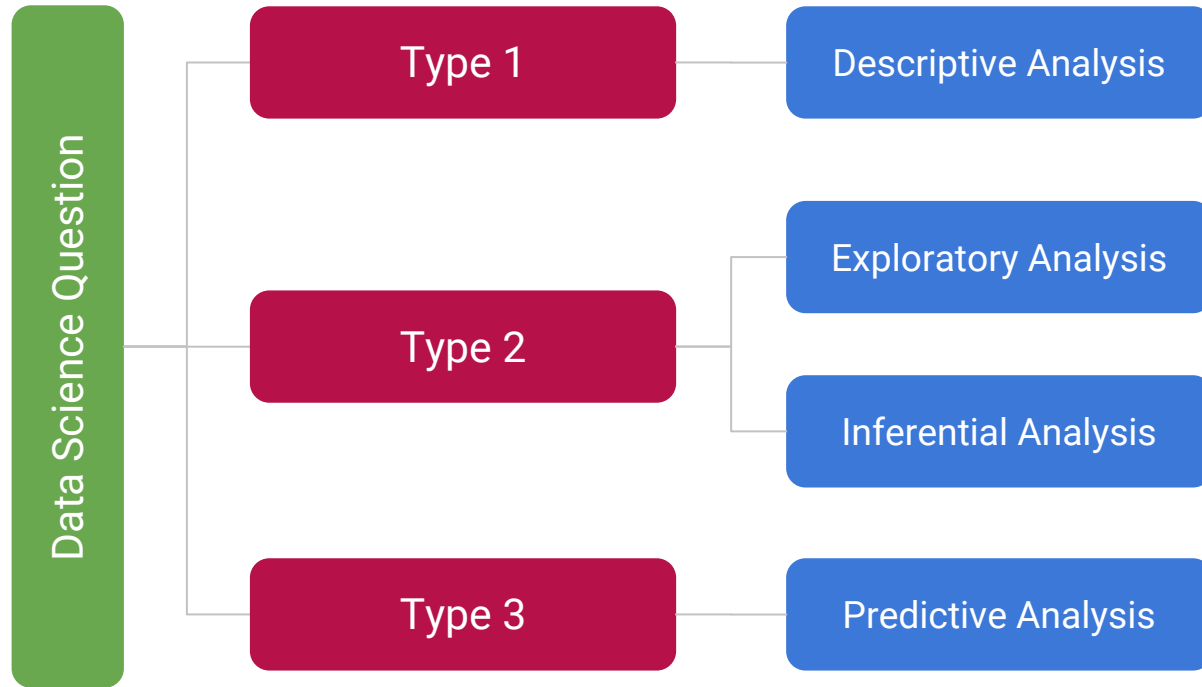 Data Science Question
Type 1
Descriptive Analysis
Type 2
Exploratory Analysis
Inferential Analysis
Type 3
Predictive Analysis